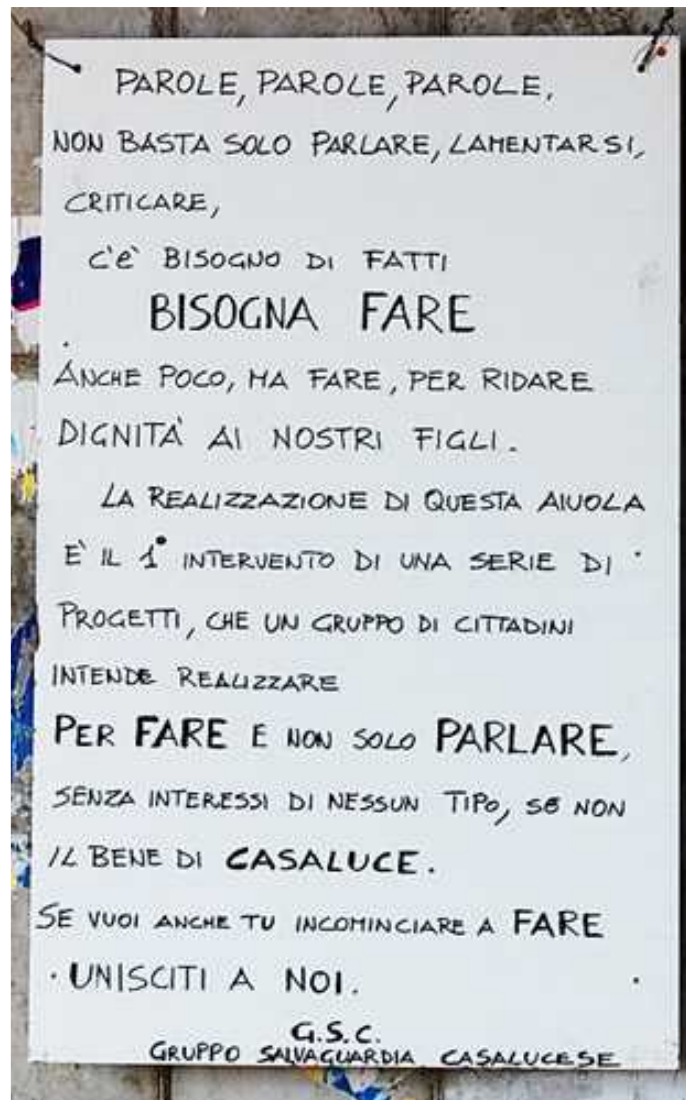 PAROLE, PAROLE, PAROLE,
NON BASTA SOLO PARLARE, LAMENTARSI,
CRITICARE,
C'E' BISOGNO DI FATTI
BISOGNA FARE
ANCHE POCO, MA FARE, PER RIDARE
DIGNITÀ AI NOSTRI FIGLI.
LA REALIZZAZIONE DI QUESTA AIUOLA
E' IL 1° INTERVENTO DI UNA SERIE DI
PROGETTI, CHE UN GRUPPO DI CITTADINI
INTENDE REALIZZARE
PER FARE E NON SOLO PARLARE,
SENZA INTERESSI DI NESSUN TIPO, SE NON
IL BENE DI CASALUCE.
SE VUOI ANCHE TU INCOMINCIARE A FARE
UNISCITI A NOI.
G.S.C.
GRUPPO SALVAGUARDIA CASALUCESE